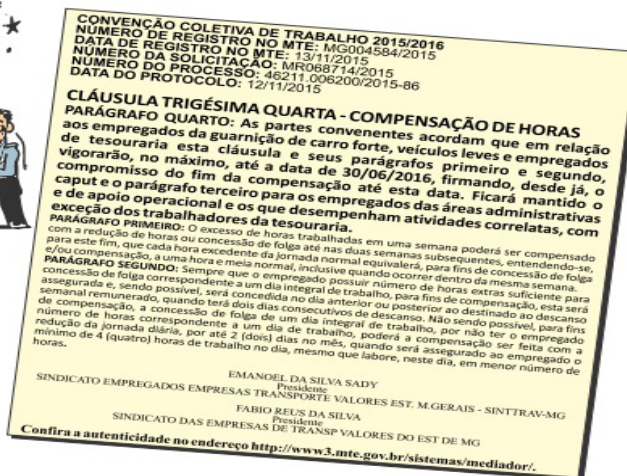 CONVENÇÃO COLETIVA DE TRABALHO 2015/2016
NÚMERO DE REGISTRO NO MTE: MG004584/2015
DATA DE REGISTRO NO MTE: 13/11/2015
NÚMERO DA SOLICITAÇÃO: MR068714/2015
NÚMERO DO PROCESSO: 46211.006200/2015-86
DATA DO PROTOCOLO: 12/11/2015
CLÁUSULA TRIGÉSIMA QUARTA - COMPENSAÇÃO DE HORAS
PARÁGRAFO QUARTO: As partes convenentes acordam que em relação
aos empregados da guarnição de carro forte, veículos leves e empregados
de tesouraria esta cláusula e seus parágrafos primeiro e segundo,
vigorarão, no máximo, até a data de 30/06/2016, firmando, desde já, o
compromisso do fim da compensação até esta data. Ficará mantido o
caput e o parágrafo terceiro para os empregados das áreas administrativas
e de apoio operacional e os que desempenham atividades correlatas, com
exceção dos trabalhadores da tesouraria.
PARÁGRAFO PRIMEIRO: O excesso de horas trabalhadas em uma semana poderá ser compensado
com a redução de horas ou concessão de folga até nas duas semanas subsequentes, entendendo-se,
para este fim, que cada hora excedente da jornada normal equivalerá, para fins de concessão de folga
e/ou compensação, a uma hora e meia normal, inclusive quando ocorrer dentro da mesma semana.
PARÁGRAFO SEGUNDO: Sempre que o empregado possuir número de horas extras suficiente para
concessão de folga correspondente a um dia integral de trabalho, para fins de compensação, esta será
assegurada e, sendo possível, será concedida no dia anterior ou posterior ao destinado ao descanso
semanal remunerado, quando terá dois dias consecutivos de descanso. Não sendo possível, para fins
de compensação, a concessão de folga de um dia integral de trabalho, por não ter o empregado
número de horas correspondente a um dia de trabalho, poderá a compensação ser feita com a
redução da jornada diária, por até 2 (dois) dias no mês, quando será assegurado ao empregado o
mínimo de 4 (quatro) horas de trabalho no dia, mesmo que labore, neste dia, em menor número de
horas.
EMANOEL DA SILVA SADY
Presidente
SINDICATO EMPREGADOS EMPRESAS TRANSPORTE VALORES EST. M.GERAIS - SINTTRAV-MG
FABIO REUS DA SILVA
Presidente
SINDICATO DAS EMPRESAS DE TRANSP VALORES DO EST DE MG
Confira a autenticidade no endereço http://www3.mte.gov.br/sistemas/mediador/.